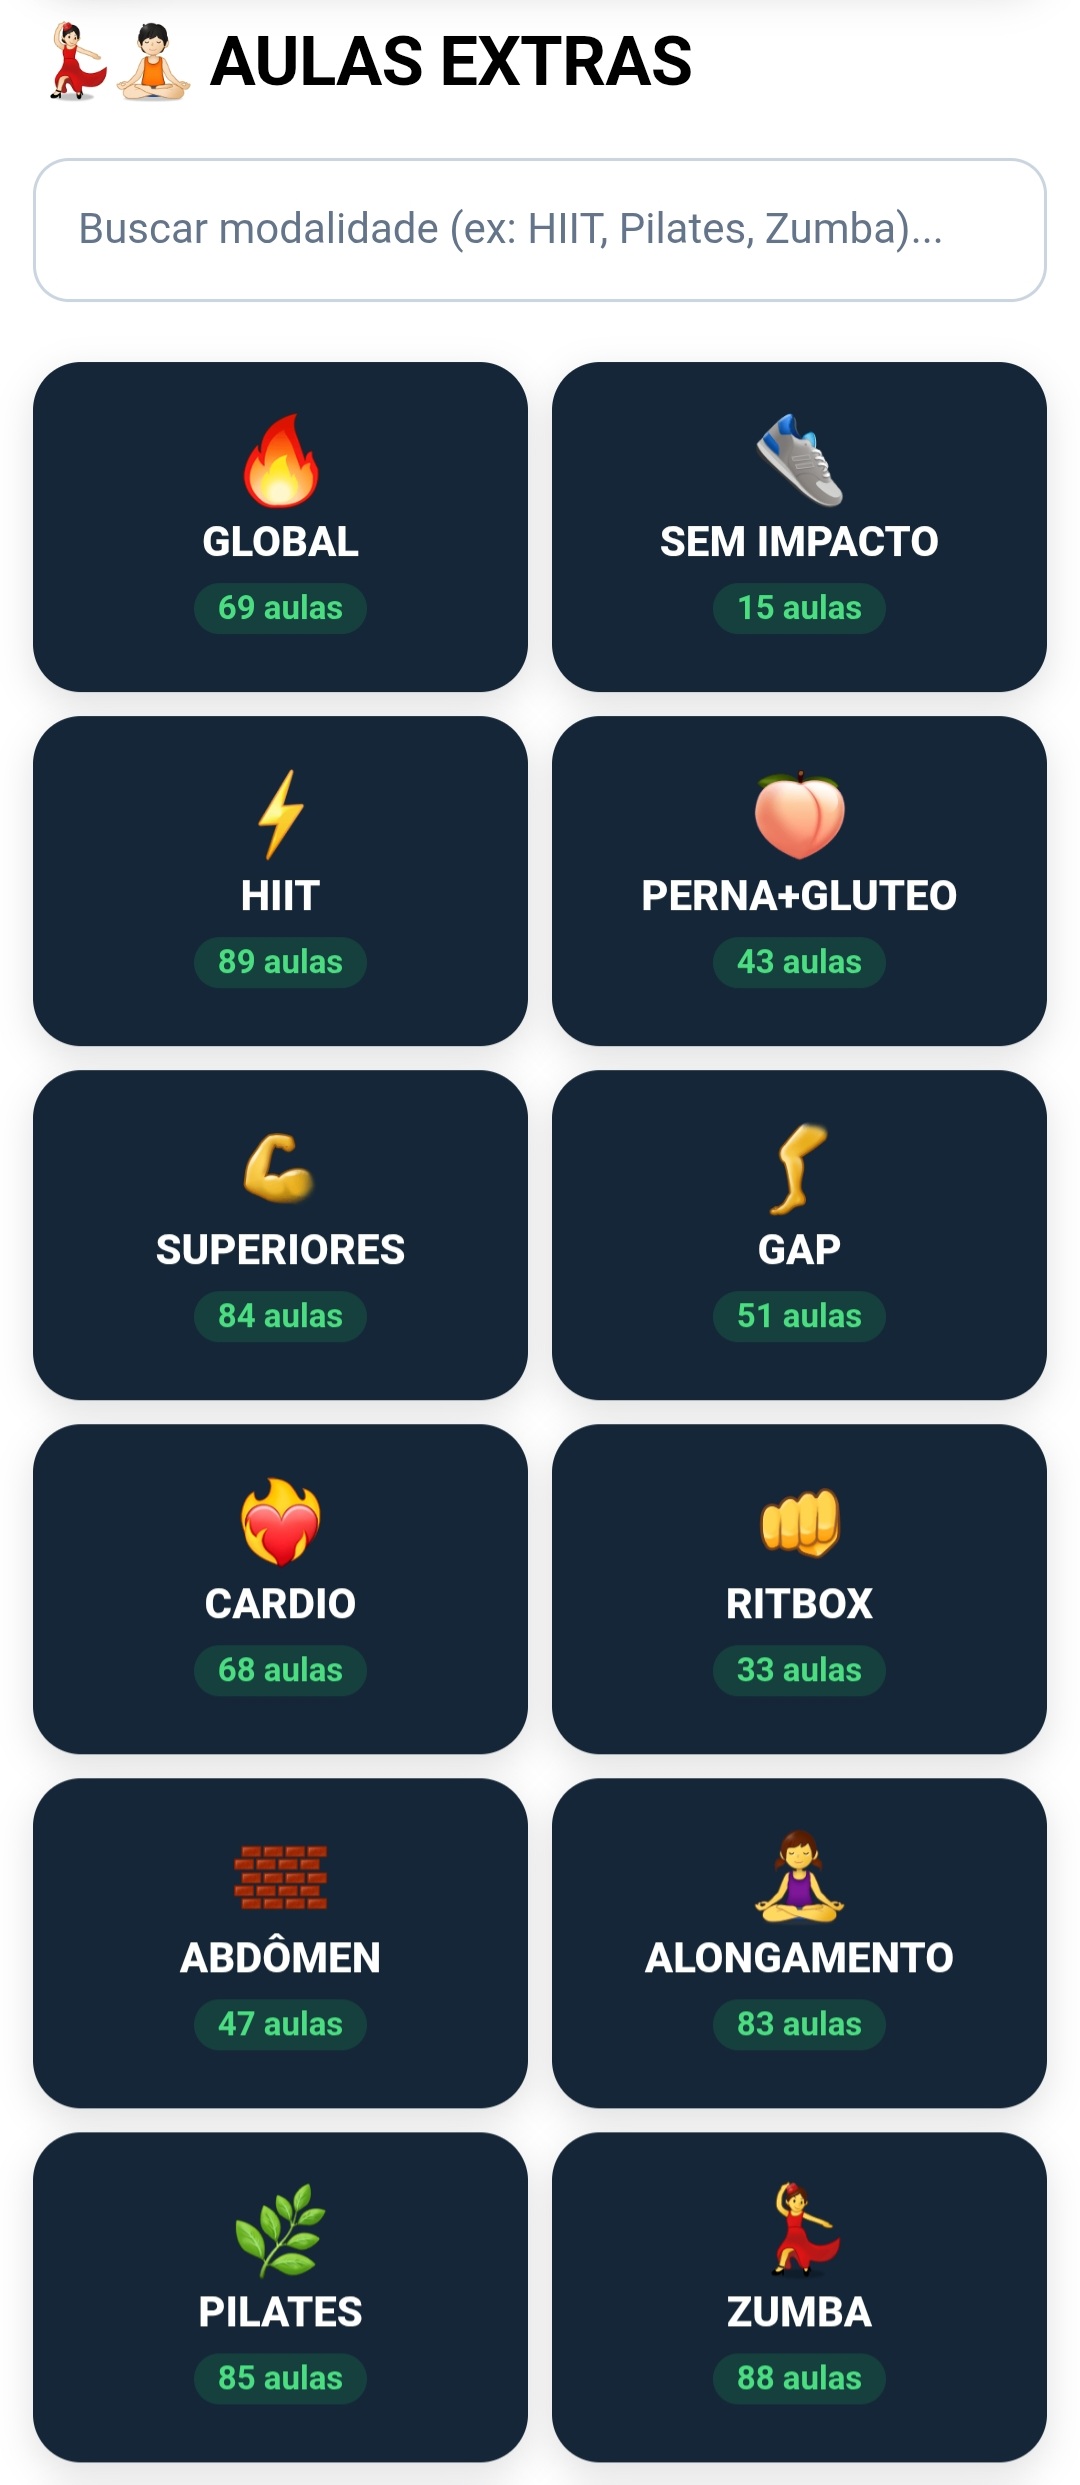 AULAS EXTRAS
Buscar modalidade (ex: HIIT, Pilates, Zumba)...
GLOBAL
69 aulas
SEM IMPACTO
15 aulas
HIIT
89 aulas
PERNA+GLUTEO
43 aulas
SUPERIORES
84 aulas
GAP
51 aulas
CARDIO
68 aulas
RITBOX
33 aulas
ABDÔMEN
47 aulas
ALONGAMENTO
83 aulas
PILATES
85 aulas
ZUMBA
88 aulas